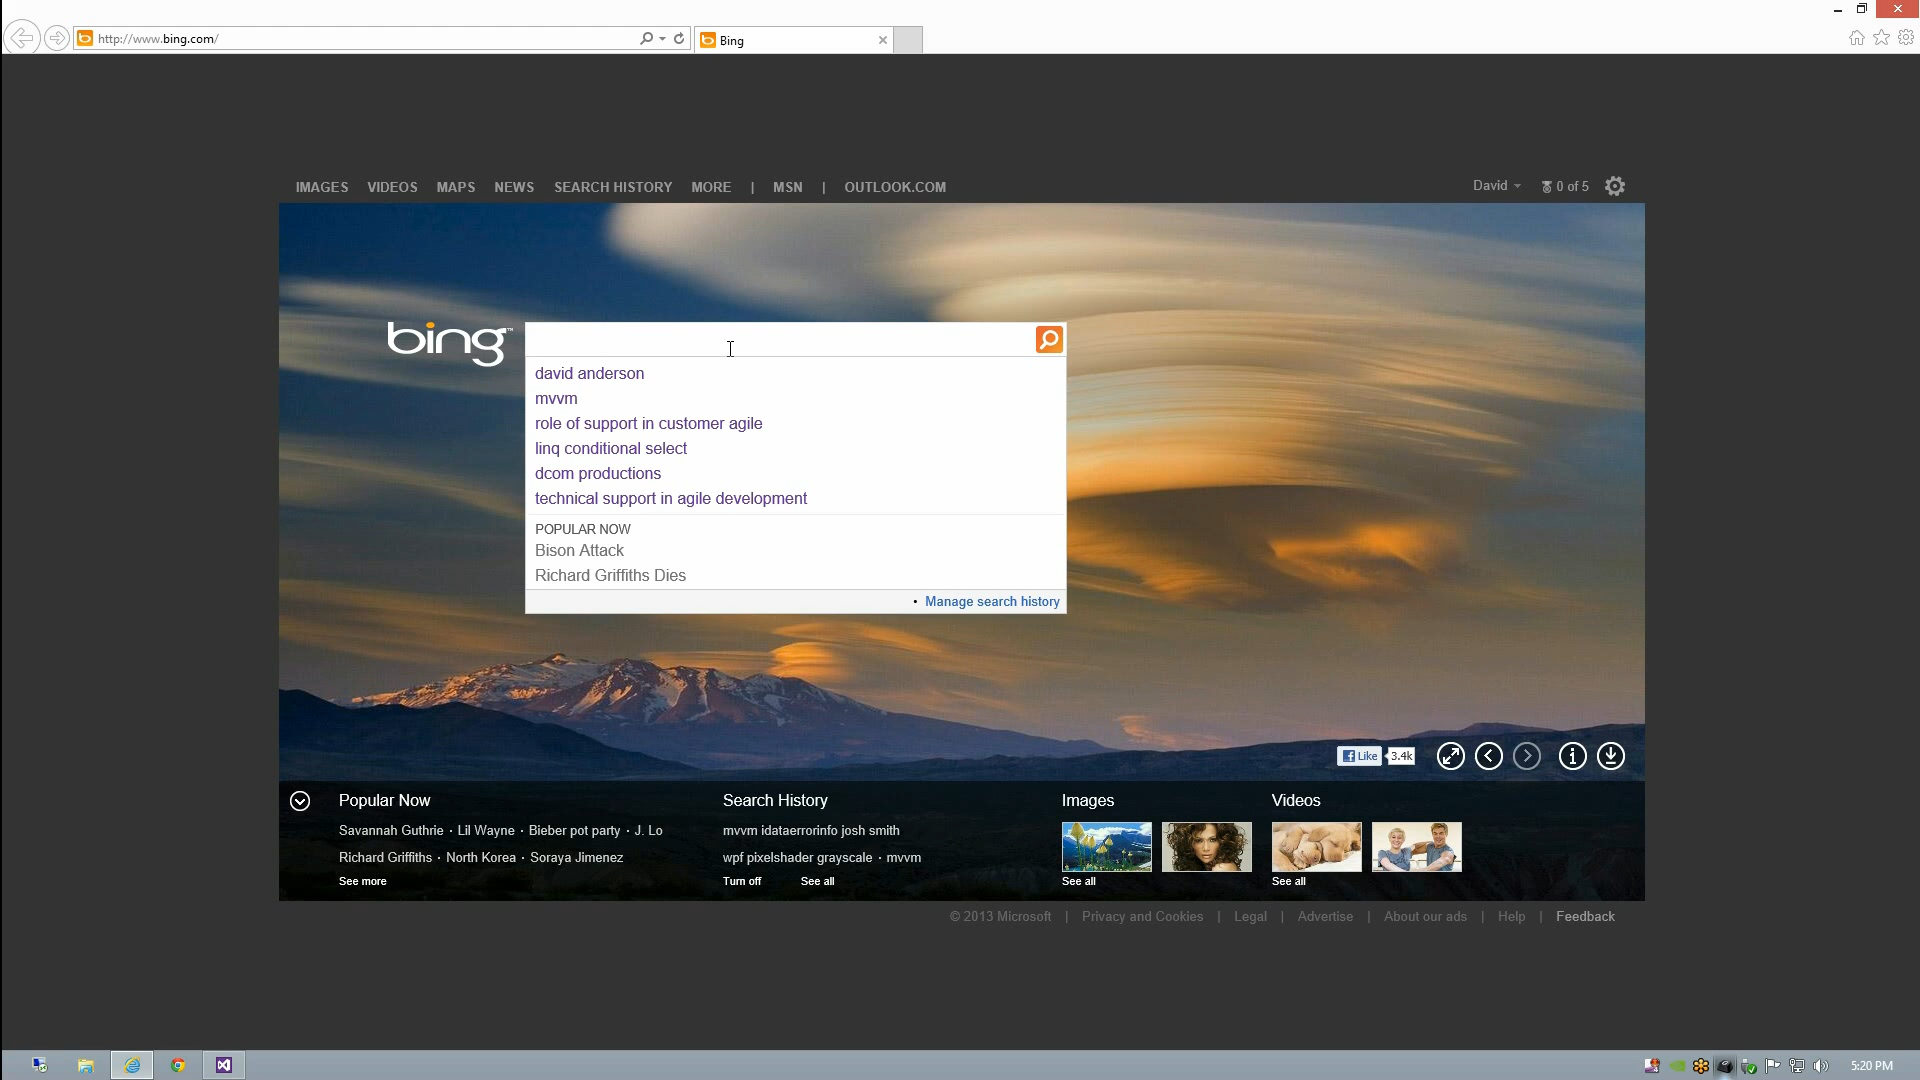 http://www.bing.com/
Bing
IMAGES VIDEOS MAPS NEWS SEARCH HISTORY MORE | MSN | OUTLOOK.COM
David 0 of 5
bing™
david anderson
mvvm
role of support in customer agile
linq conditional select
dcom productions
technical support in agile development
POPULAR NOW
Bison Attack
Richard Griffiths Dies
• Manage search history
Like 3.4k
Popular Now
Savannah Guthrie · Lil Wayne · Bieber pot party · J. Lo
Richard Griffiths · North Korea · Soraya Jimenez
See more
Search History
mvvm idataerrorinfo josh smith
wpf pixelshader grayscale · mvvm
Turn off See all
Images
See all
Videos
See all
© 2013 Microsoft | Privacy and Cookies | Legal | Advertise | About our ads | Help | Feedback
5:20 PM